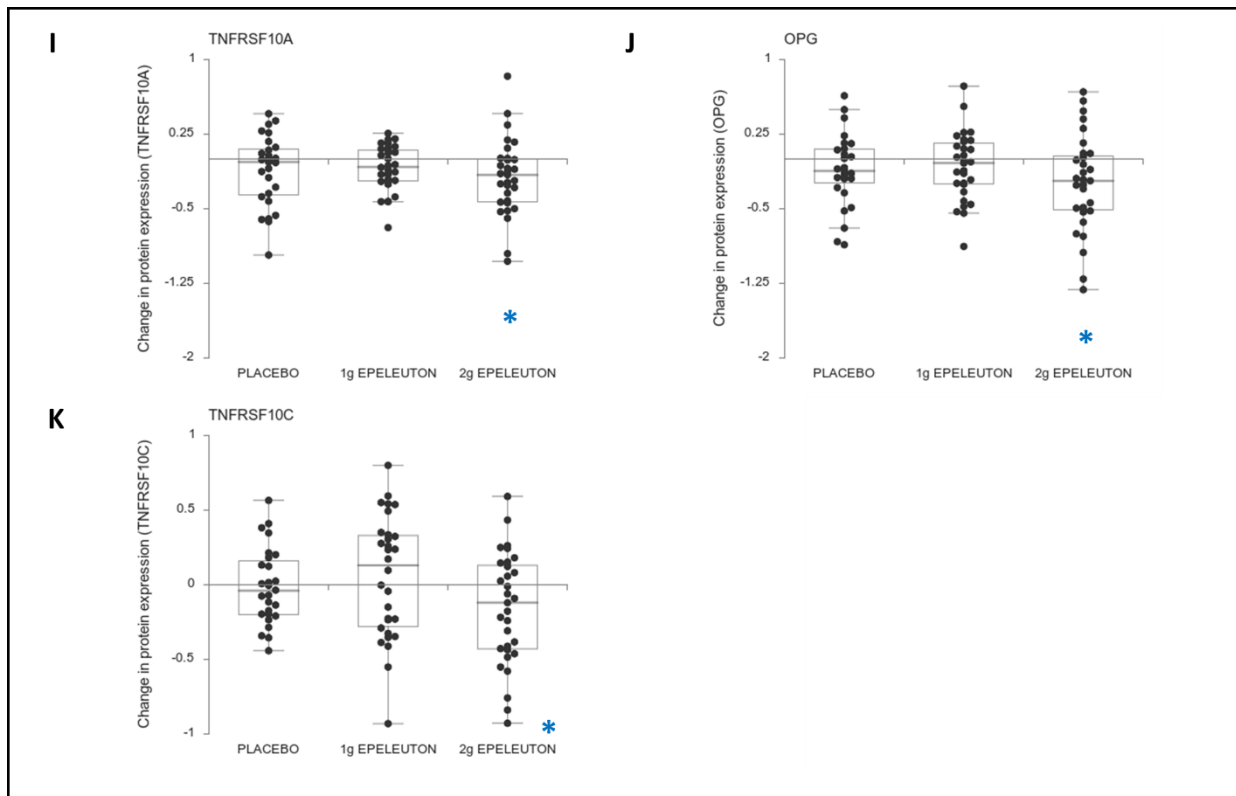 I
TNFRSF10A
Change in protein expression (TNFRSF10A)
1
0.25
-0.5
-1.25
-2
PLACEBO 1g EPELEUTON 2g EPELEUTON
*
J
OPG
Change in protein expression (OPG)
1
0.25
-0.5
-1.25
-2
PLACEBO 1g EPELEUTON 2g EPELEUTON
*
K
TNFRSF10C
Change in protein expression (TNFRSF10C)
1
0.5
0
-0.5
-1
PLACEBO 1g EPELEUTON 2g EPELEUTON
*